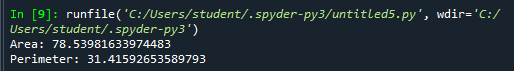 In [9]: runfile('C:/Users/student/.spyder-py3/untitled5.py', wdir='C:/
Users/student/.spyder-py3')
Area: 78.53981633974483
Perimeter: 31.41592653589793